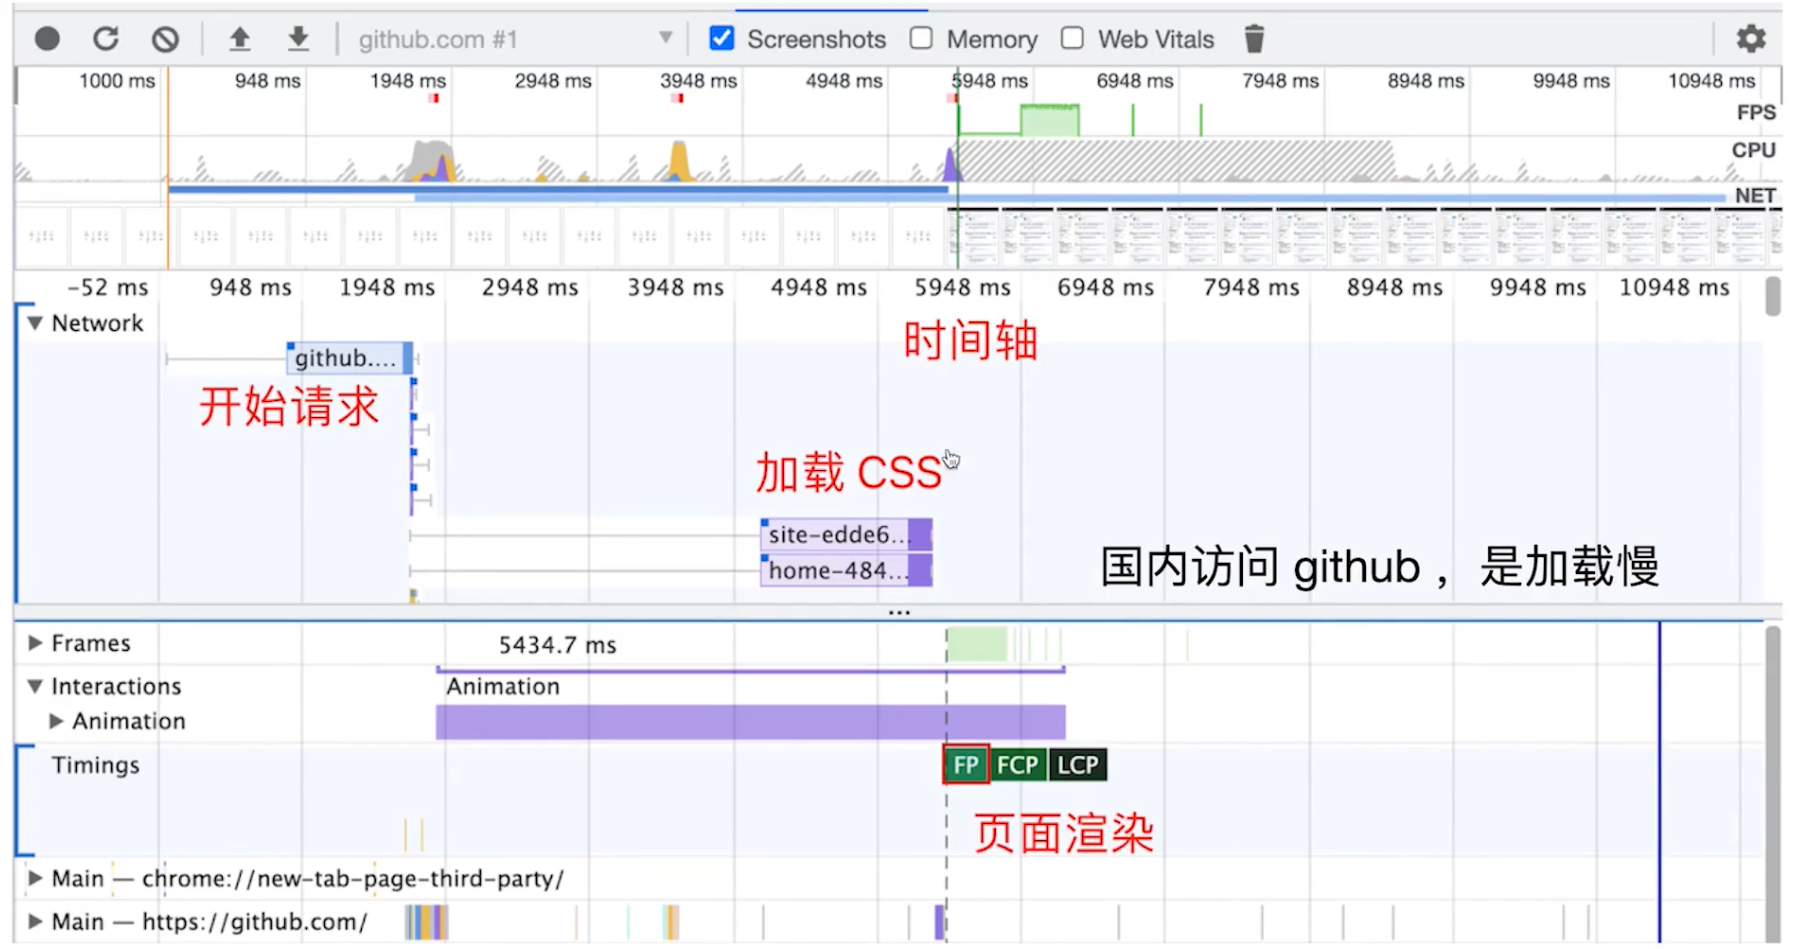 github.com #1 Screenshots Memory Web Vitals
1000 ms 948 ms 1948 ms 2948 ms 3948 ms 4948 ms 5948 ms 6948 ms 7948 ms 8948 ms 9948 ms 10948 ms
FPS
CPU
NET
-52 ms 948 ms 1948 ms 2948 ms 3948 ms 4948 ms 5948 ms 6948 ms 7948 ms 8948 ms 9948 ms 10948 ms
Network
时间轴
github....
开始请求
加载 CSS
site-edde6...
home-484...
国内访问 github ，是加载慢
...
Frames 5434.7 ms
Interactions Animation
Animation
Timings FP FCP LCP
页面渲染
Main — chrome://new-tab-page-third-party/
Main — https://github.com/